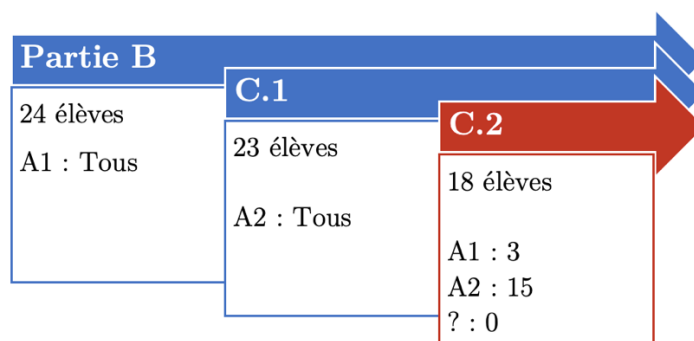 Partie B
24 élèves
A1 : Tous
C.1
23 élèves
A2 : Tous
C.2
18 élèves
A1 : 3
A2 : 15
? : 0